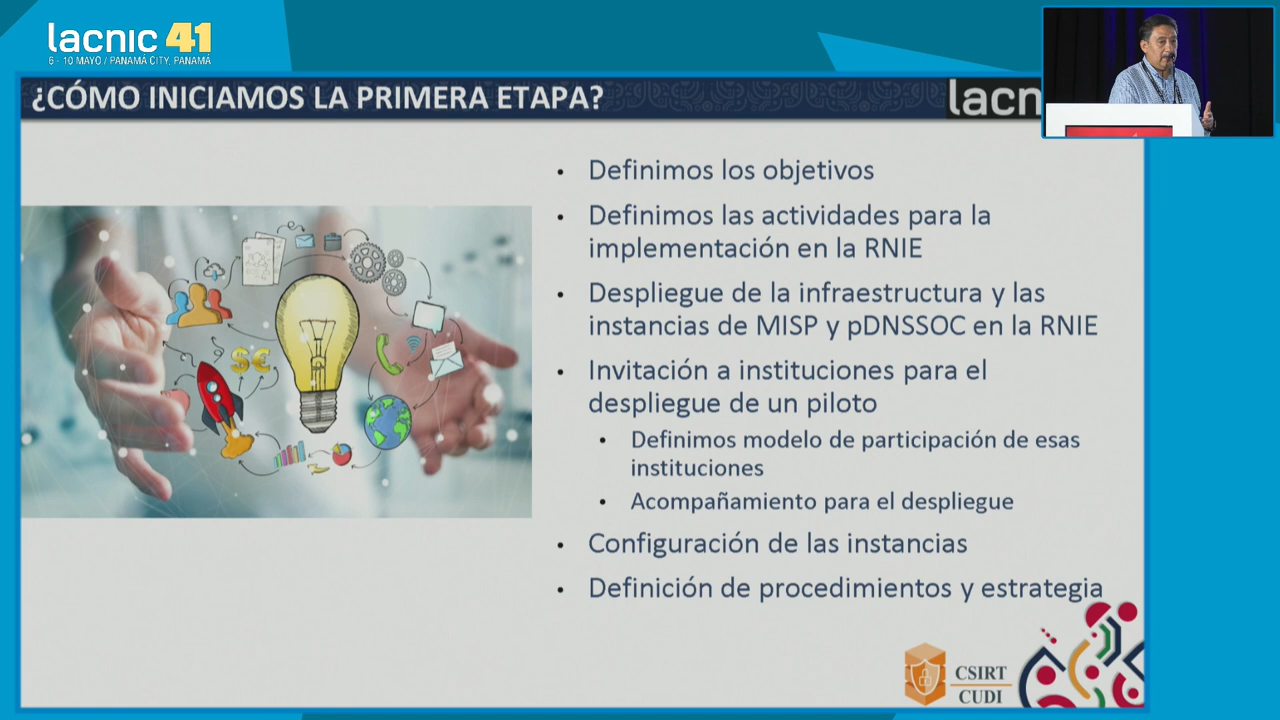 lacnic 41
6 - 10 MAYO / PANAMÁ CITY, PANAMÁ
¿CÓMO INICIAMOS LA PRIMERA ETAPA?
lacn
• Definimos los objetivos
• Definimos las actividades para la
implementación en la RNIE
• Despliegue de la infraestructura y las
instancias de MISP y pDNSSOC en la RNIE
• Invitación a instituciones para el
despliegue de un piloto
• Definimos modelo de participación de esas
instituciones
• Acompañamiento para el despliegue
• Configuración de las instancias
• Definición de procedimientos y estrategia
$€
CSIRT
CUDI